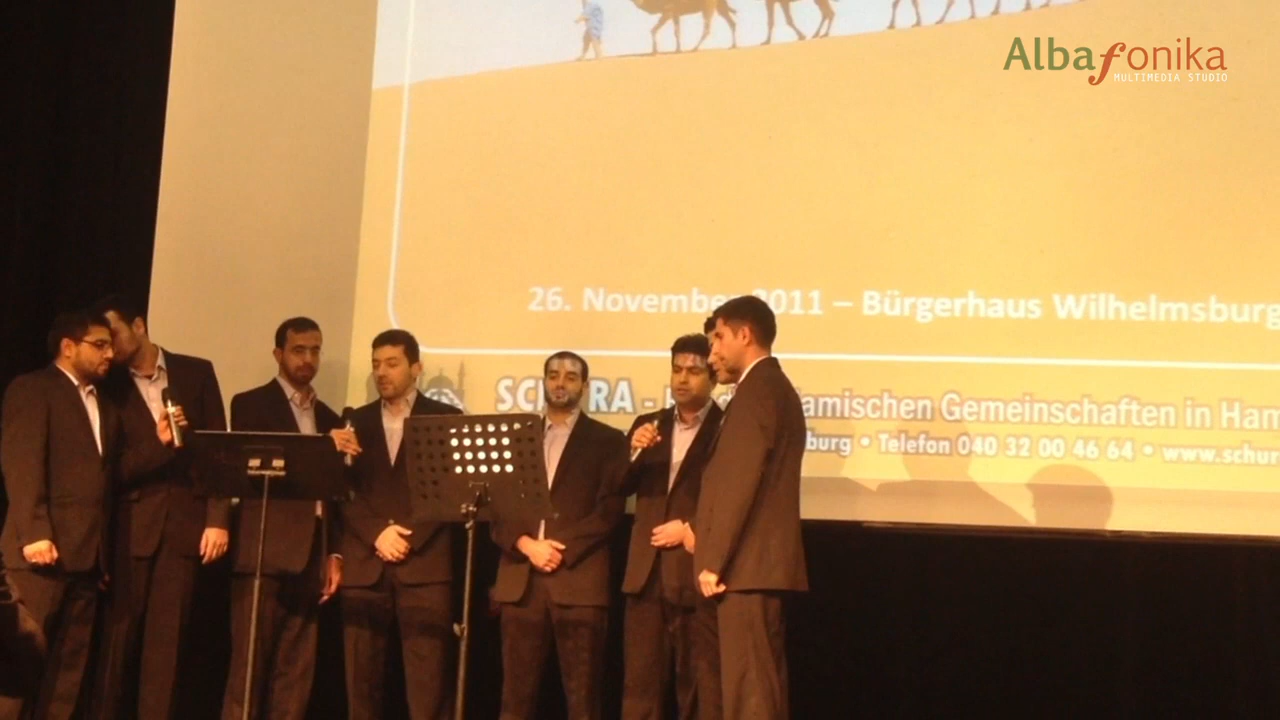 Albafonika
MULTIMEDIA STUDIO
26. November 2011 – Bürgerhaus Wilhelmsburg
SCHURA - Gemeinschaften in Ham
burg • Telefon 040 32 00 46 64 • www.schur